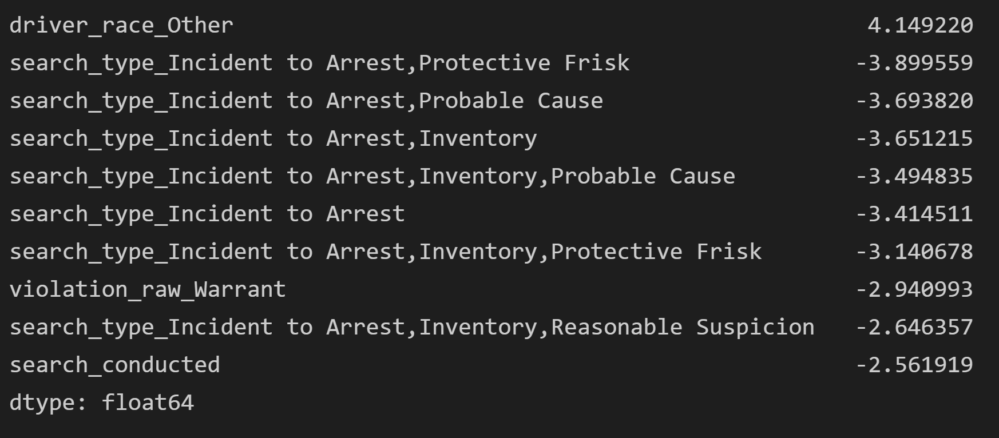 driver_race_Other 4.149220
search_type_Incident to Arrest,Protective Frisk -3.899559
search_type_Incident to Arrest,Probable Cause -3.693820
search_type_Incident to Arrest,Inventory -3.651215
search_type_Incident to Arrest,Inventory,Probable Cause -3.494835
search_type_Incident to Arrest -3.414511
search_type_Incident to Arrest,Inventory,Protective Frisk -3.140678
violation_raw_Warrant -2.940993
search_type_Incident to Arrest,Inventory,Reasonable Suspicion -2.646357
search_conducted -2.561919
dtype: float64